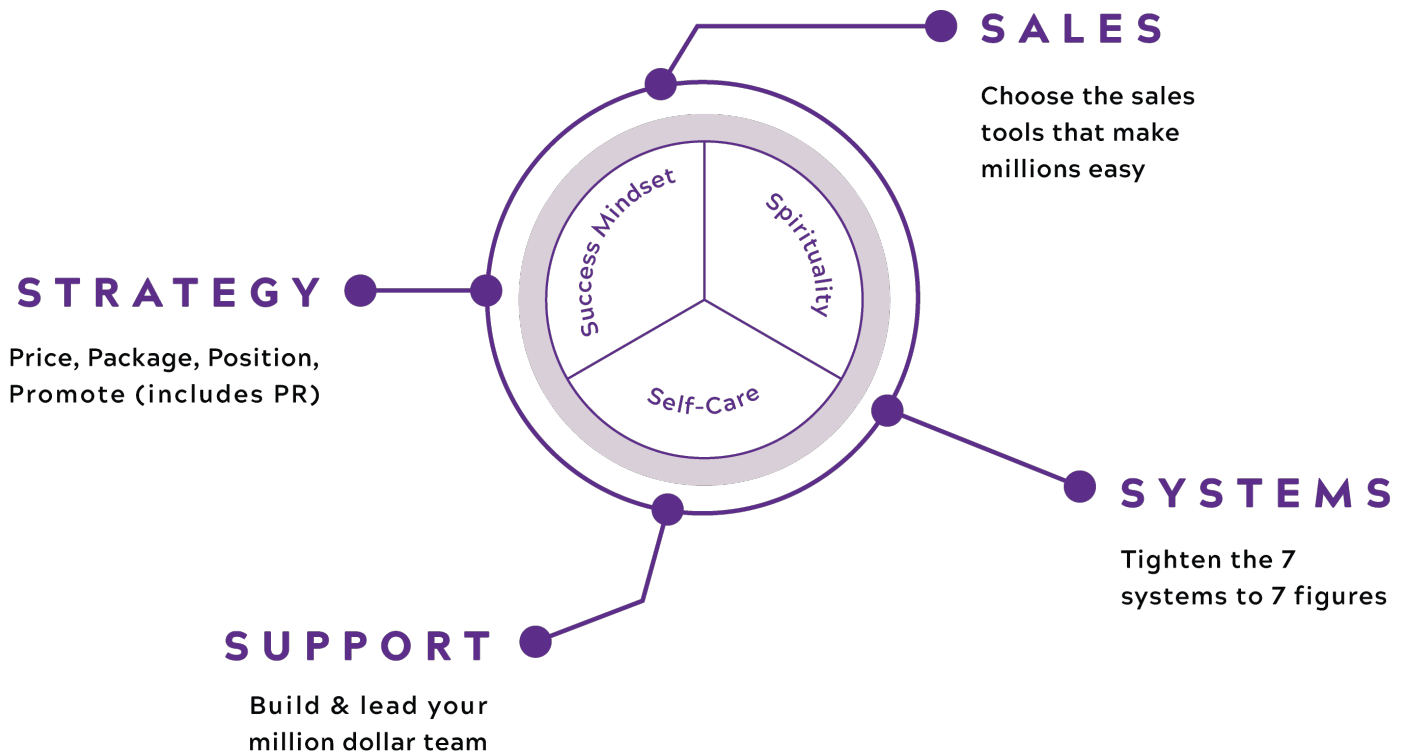 SALES
Choose the sales
tools that make
millions easy
Success Mindset
Spirituality
Self-Care
STRATEGY
Price, Package, Position,
Promote (includes PR)
SYSTEMS
Tighten the 7
systems to 7 figures
SUPPORT
Build & lead your
million dollar team